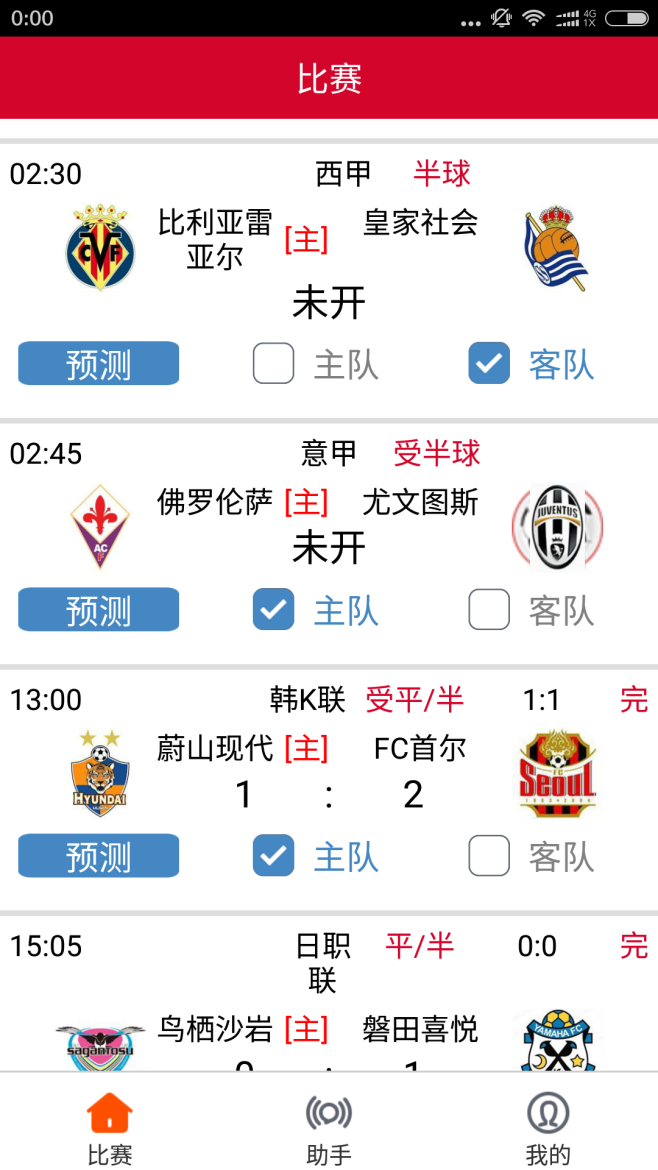 0:00
4G
1X
比赛
02:30 西甲 半球
比利亚雷亚尔 [主] 皇家社会
未开
预测 主队 客队
02:45 意甲 受半球
佛罗伦萨 [主] 尤文图斯
AC
JUVENTUS
未开
预测 主队 客队
13:00 韩K联 受平/半 1:1 完
蔚山现代 [主] FC首尔
HYUNDAI
FC
SEOUL
1 : 2
预测 主队 客队
15:05 日职联 平/半 0:0 完
鸟栖沙岩 [主] 磐田喜悦
sagantosu
YAMAHA FC
比赛 助手 我的